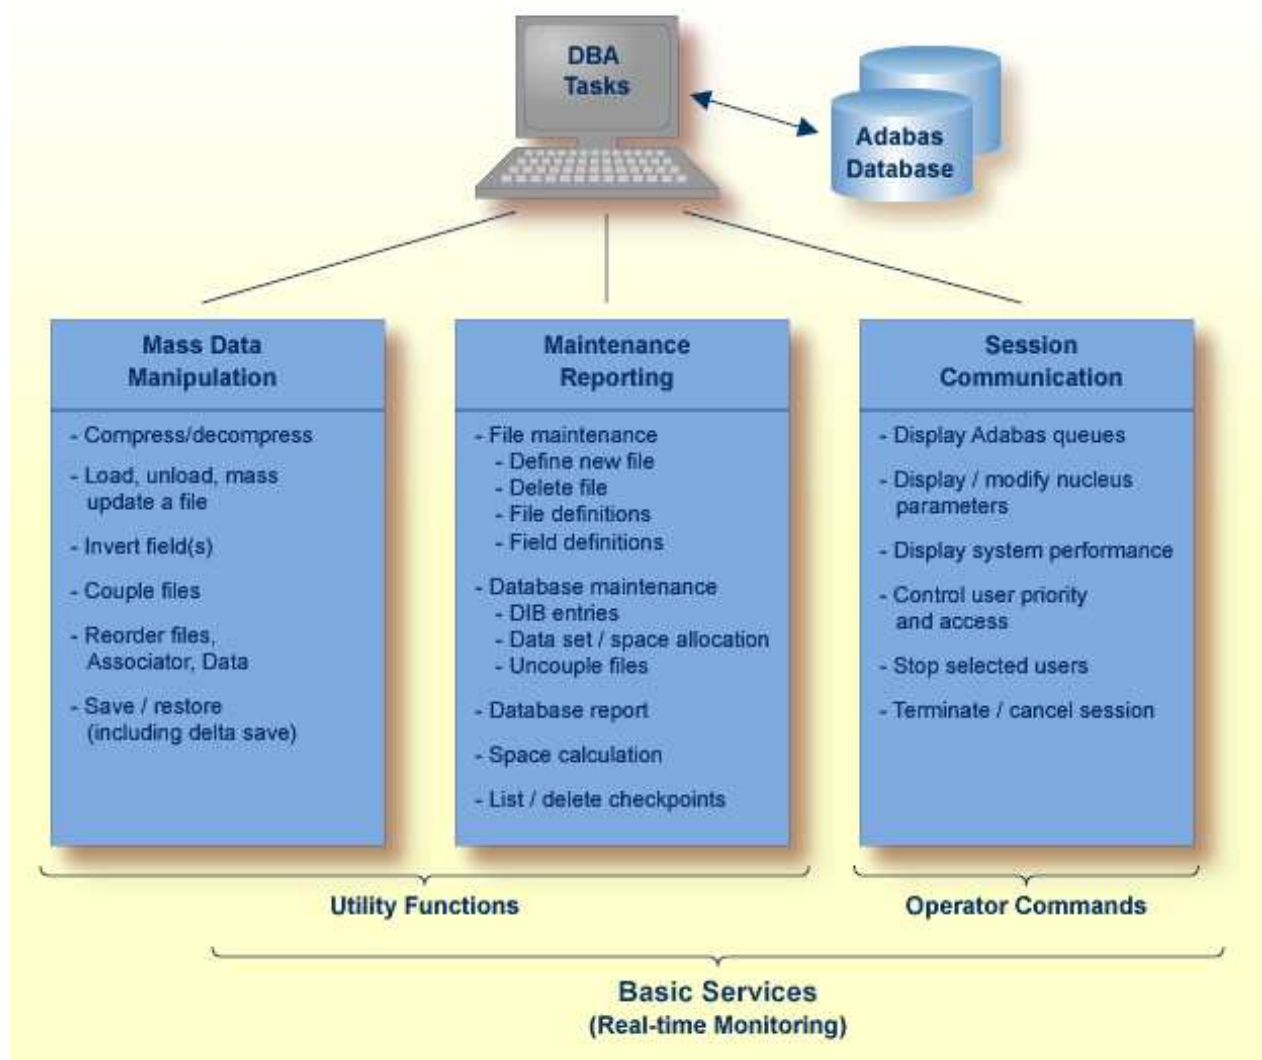 DBA
Tasks
Adabas
Database
Mass Data
Manipulation
- Compress/decompress
- Load, unload, mass
update a file
- Invert field(s)
- Couple files
- Reorder files,
Associator, Data
- Save / restore
(including delta save)
Maintenance
Reporting
- File maintenance
- Define new file
- Delete file
- File definitions
- Field definitions
- Database maintenance
- DIB entries
- Data set / space allocation
- Uncouple files
- Database report
- Space calculation
- List / delete checkpoints
Session
Communication
- Display Adabas queues
- Display / modify nucleus
parameters
- Display system performance
- Control user priority
and access
- Stop selected users
- Terminate / cancel session
Utility Functions
Operator Commands
Basic Services
(Real-time Monitoring)